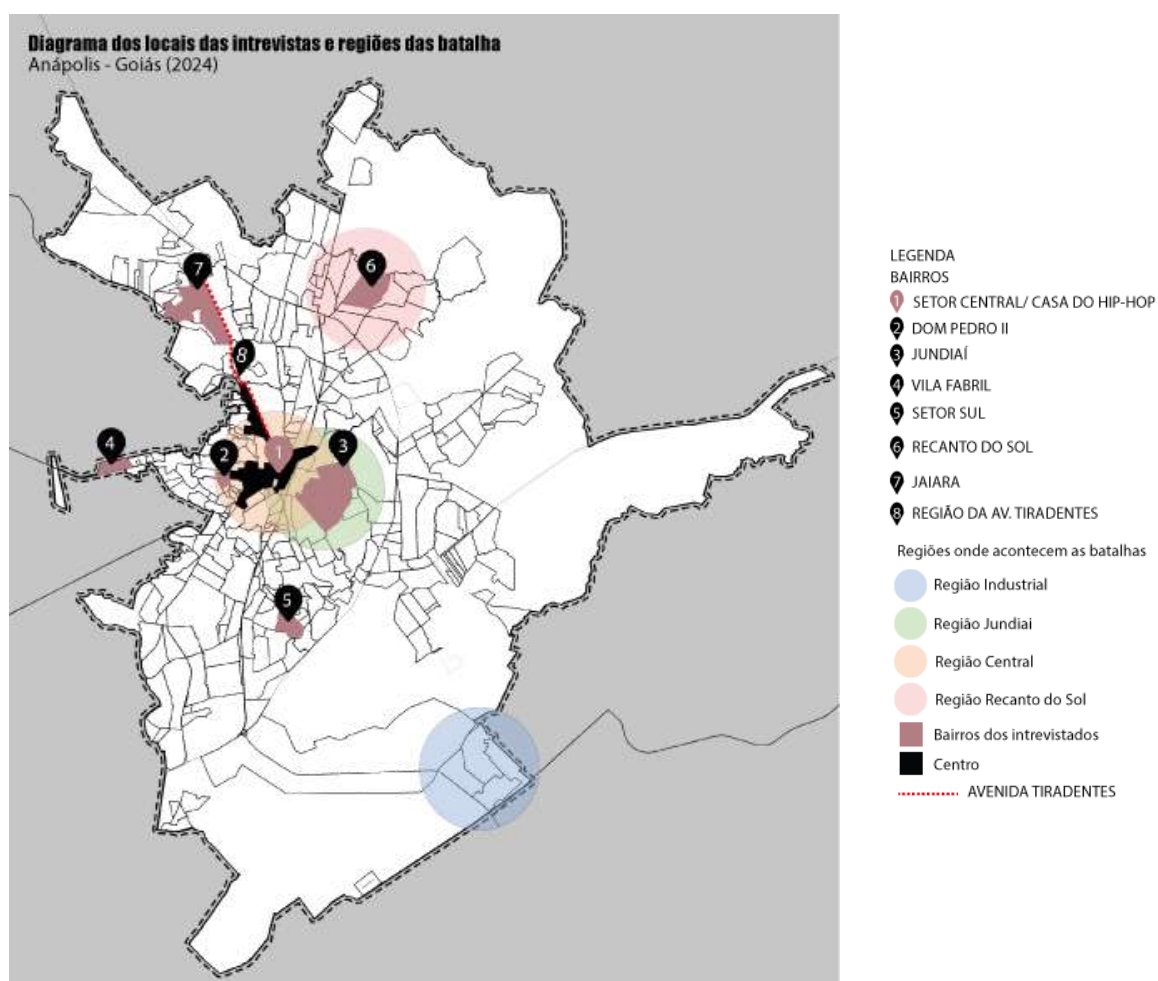 Diagrama dos locais das intrevistas e regiões das batalha
Anápolis - Goiás (2024)
7
6
8
4
2
1
3
5
LEGENDA
BAIRROS
1 SETOR CENTRAL/ CASA DO HIP-HOP
2 DOM PEDRO II
3 JUNDIAÍ
4 VILA FABRIL
5 SETOR SUL
6 RECANTO DO SOL
7 JAIARA
8 REGIÃO DA AV. TIRADENTES
Regiões onde acontecem as batalhas
Região Industrial
Região Jundiai
Região Central
Região Recanto do Sol
Bairros dos intrevistados
Centro
AVENIDA TIRADENTES